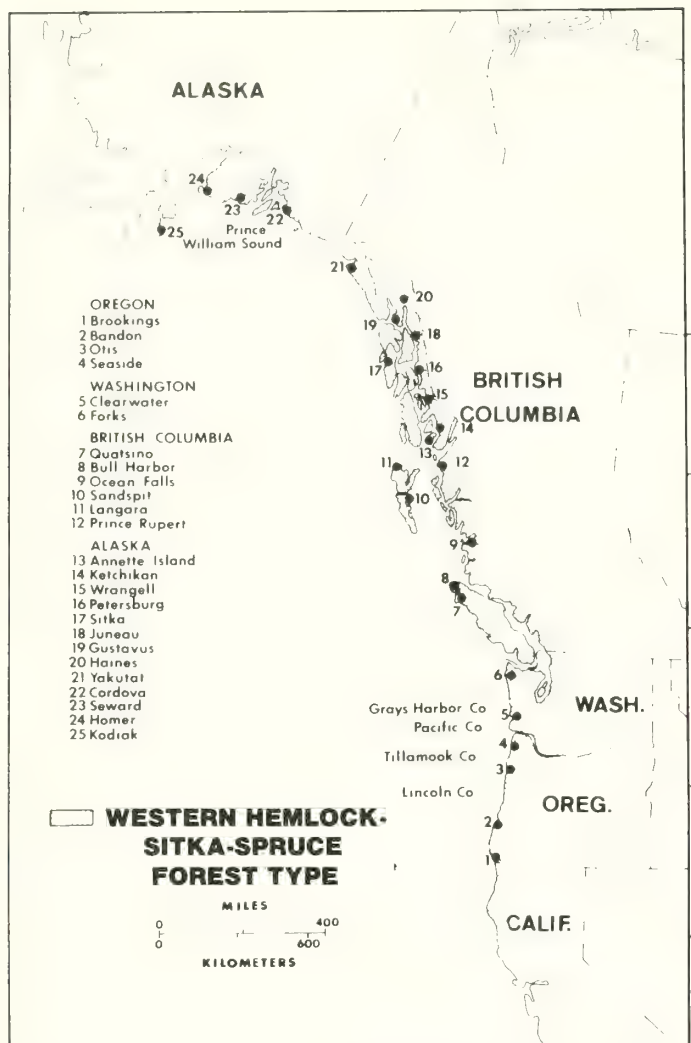 ALASKA
24
23
22
25
Prince
William Sound
21
20
19
18
17
16
15
BRITISH
COLUMBIA
14
13
12
11
10
9
8
7
6
5
4
3
2
1
OREGON
1 Brookings
2 Bandon
3 Otis
4 Seaside
WASHINGTON
5 Clearwater
6 Forks
BRITISH COLUMBIA
7 Quatsino
8 Bull Harbor
9 Ocean Falls
10 Sandspit
11 Langara
12 Prince Rupert
ALASKA
13 Annette Island
14 Ketchikan
15 Wrangell
16 Petersburg
17 Sitka
18 Juneau
19 Gustavus
20 Haines
21 Yakutat
22 Cordova
23 Seward
24 Homer
25 Kodiak
Grays Harbor Co
Pacific Co
Tillamook Co
Lincoln Co
WASH.
OREG.
CALIF.
WESTERN HEMLOCK-
SITKA-SPRUCE
FOREST TYPE
MILES
0 400
0 600
KILOMETERS